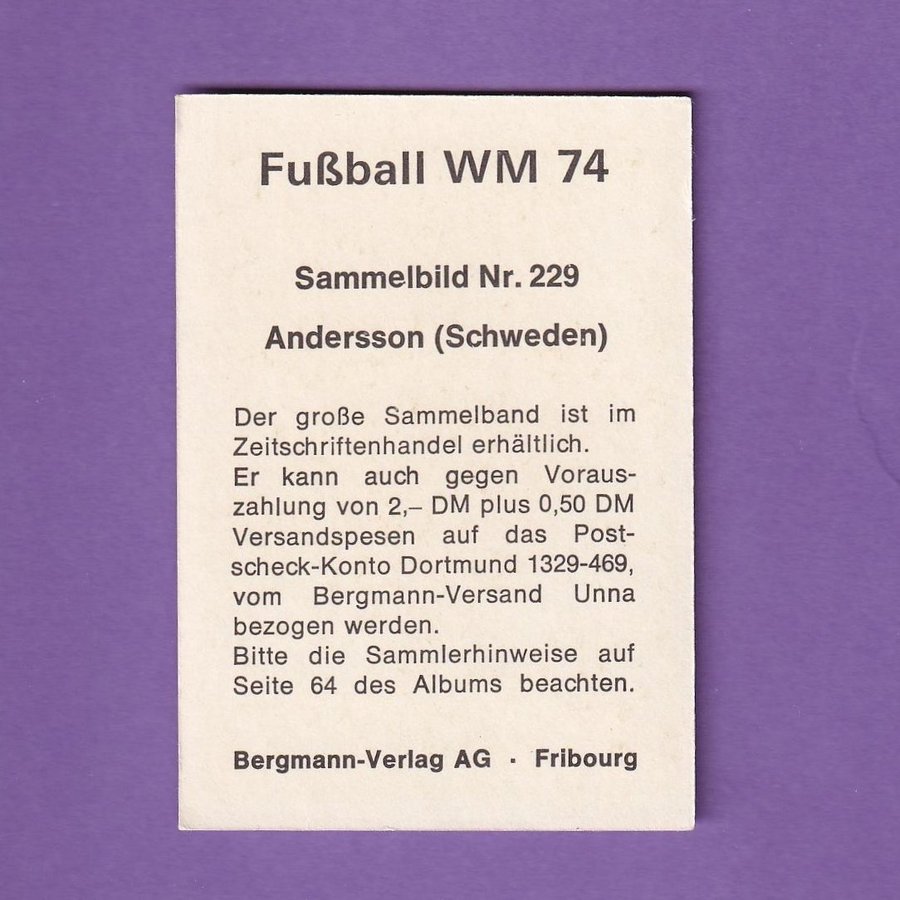 Fußball WM 74
Sammelbild Nr. 229
Andersson (Schweden)
Der große Sammelband ist im
Zeitschriftenhandel erhältlich.
Er kann auch gegen Voraus-
zahlung von 2,– DM plus 0,50 DM
Versandspesen auf das Post-
scheck-Konto Dortmund 1329-469,
vom Bergmann-Versand Unna
bezogen werden.
Bitte die Sammlerhinweise auf
Seite 64 des Albums beachten.
Bergmann-Verlag AG · Fribourg